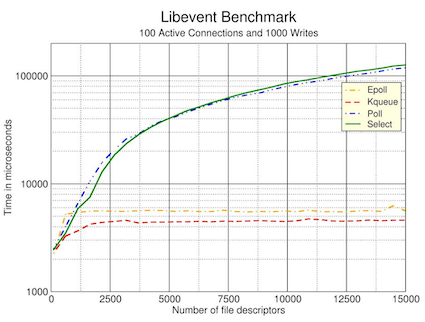 Libevent Benchmark
100 Active Connections and 1000 Writes
Time in microseconds
100000
10000
1000
Epoll
Kqueue
Poll
Select
0
2500
5000
7500
10000
12500
15000
Number of file descriptors